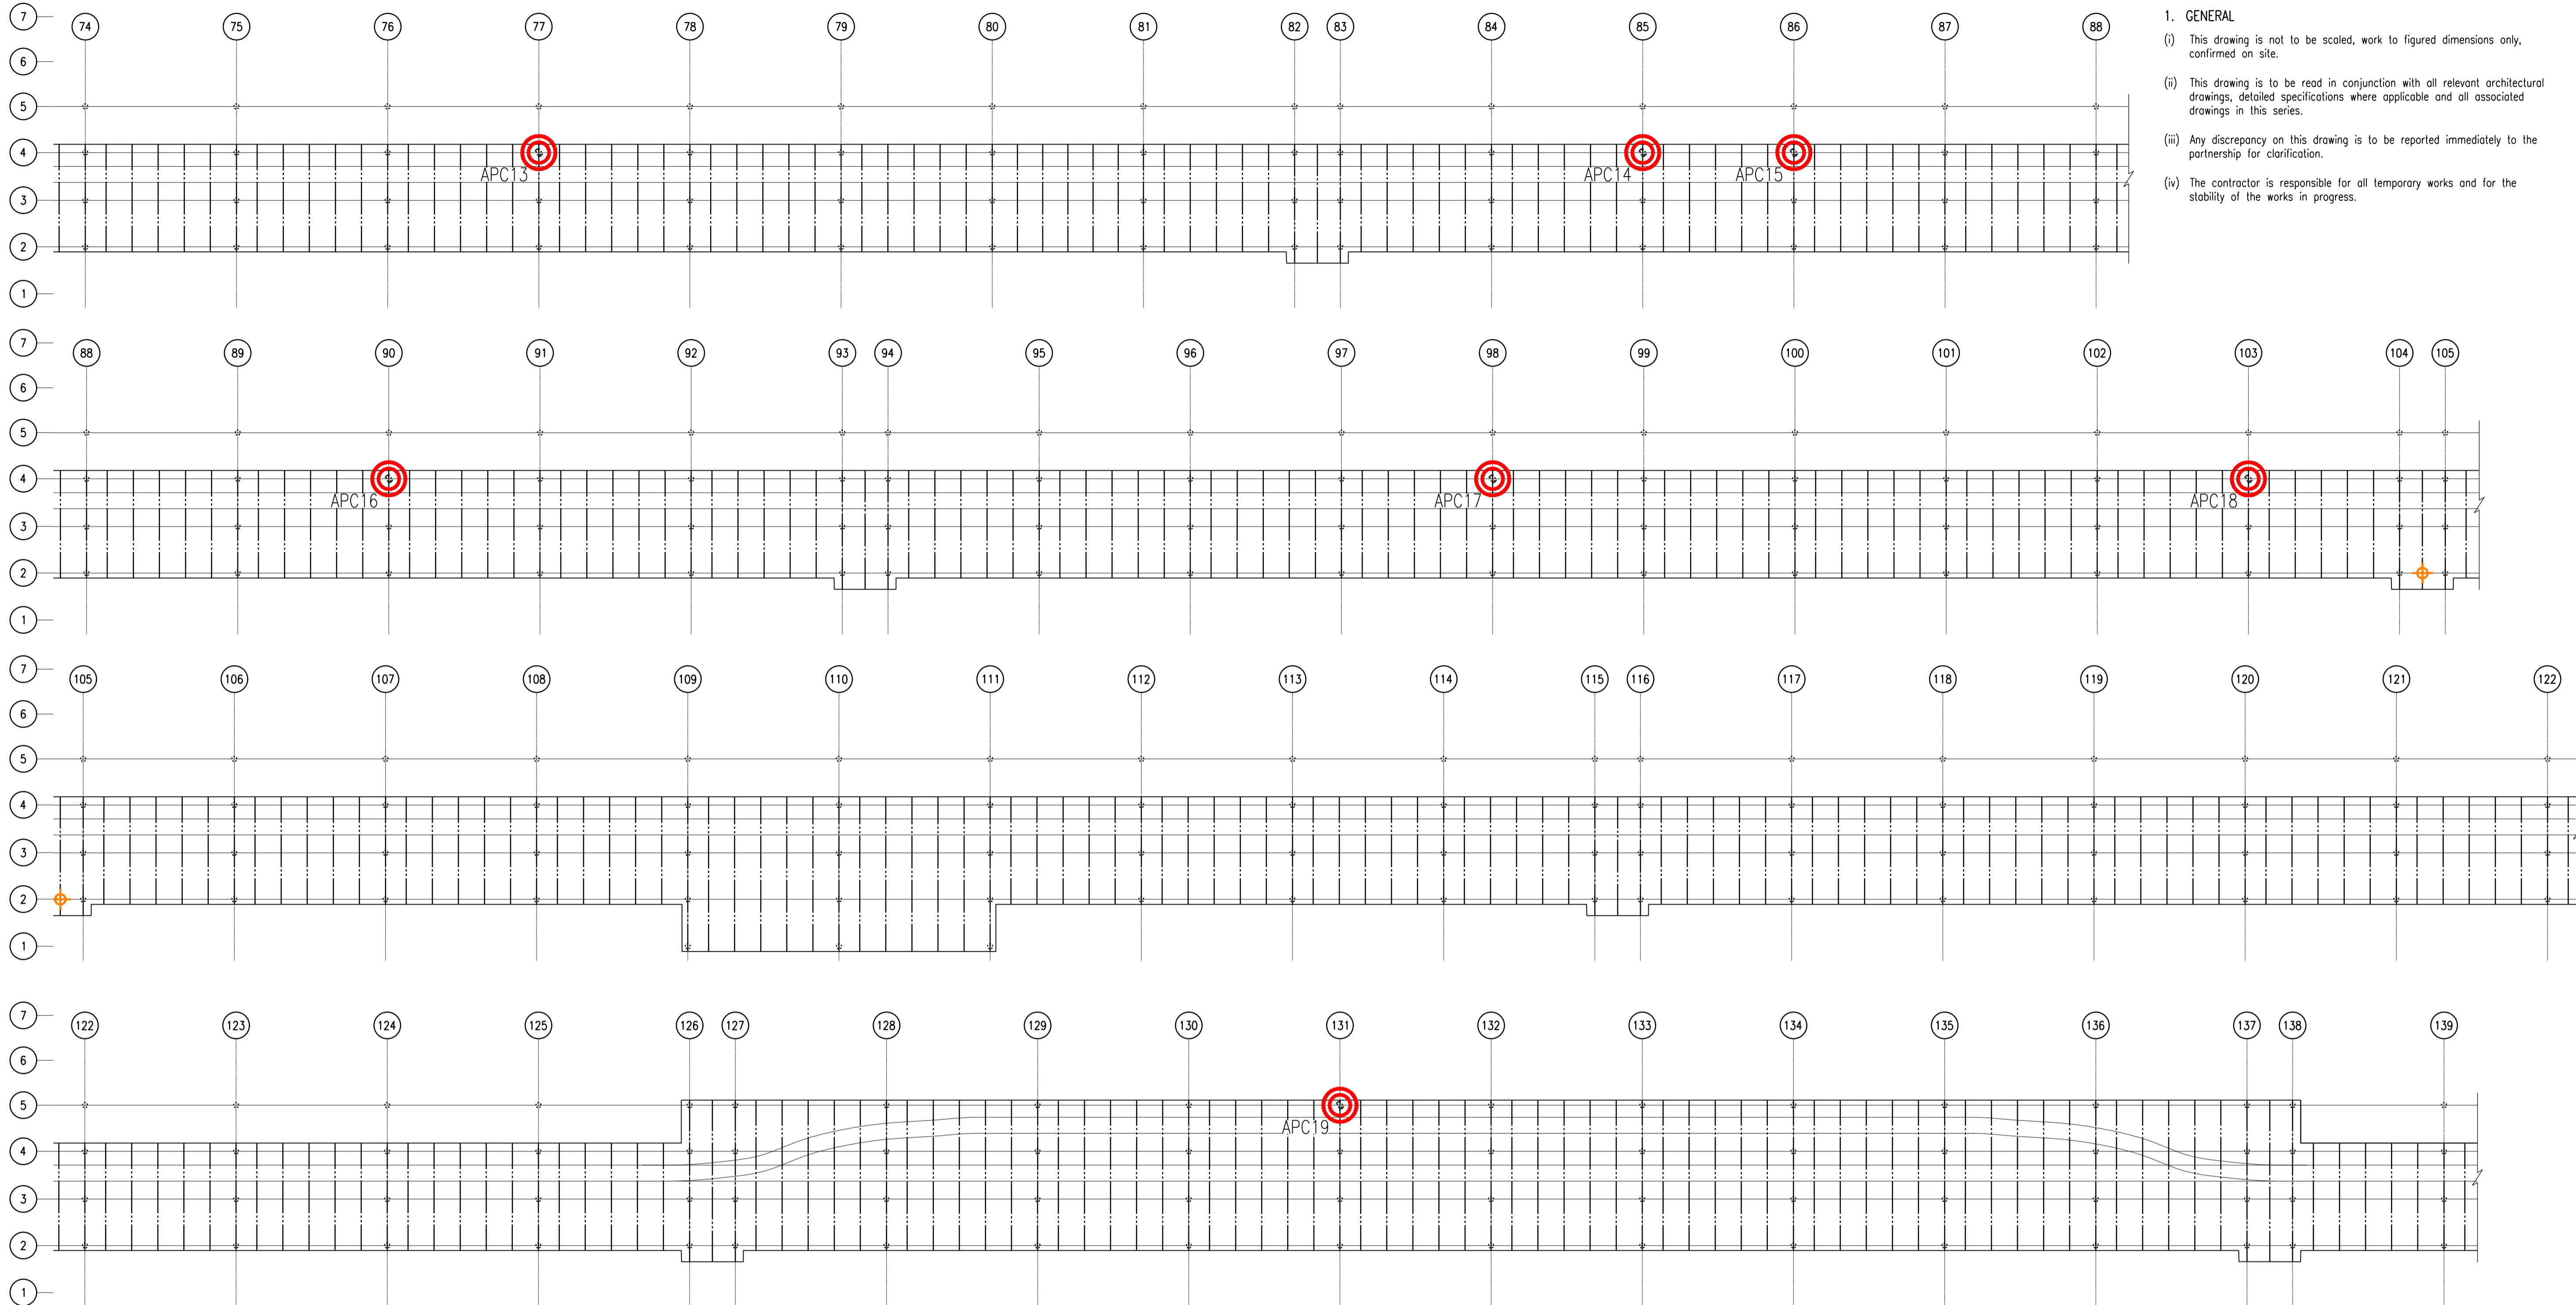 7
74 75 76 77 78 79 80 81 82 83 84 85 86 87 88
6
5
4
APC13 APC14 APC15
3
2
1
1. GENERAL
(i) This drawing is not to be scaled, work to figured dimensions only,
confirmed on site.
(ii) This drawing is to be read in conjunction with all relevant architectural
drawings, detailed specifications where applicable and all associated
drawings in this series.
(iii) Any discrepancy on this drawing is to be reported immediately to the
partnership for clarification.
(iv) The contractor is responsible for all temporary works and for the
stability of the works in progress.
7
88 89 90 91 92 93 94 95 96 97 98 99 100 101 102 103 104 105
6
5
4
APC16 APC17 APC18
3
2
1
7
105 106 107 108 109 110 111 112 113 114 115 116 117 118 119 120 121 122
6
5
4
3
2
1
7
122 123 124 125 126 127 128 129 130 131 132 133 134 135 136 137 138 139
6
5
APC19
4
3
2
1